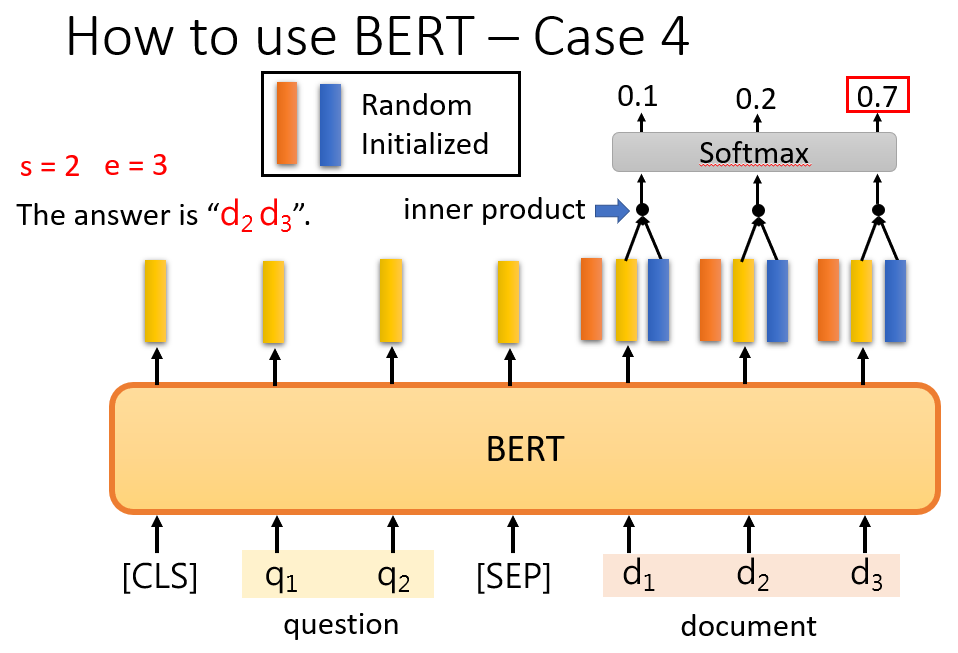 How to use BERT – Case 4
Random
Initialized
0.1 0.2 0.7
Softmax
s = 2 e = 3
The answer is “d2 d3”.
inner product
BERT
[CLS] q1 q2 [SEP] d1 d2 d3
question document